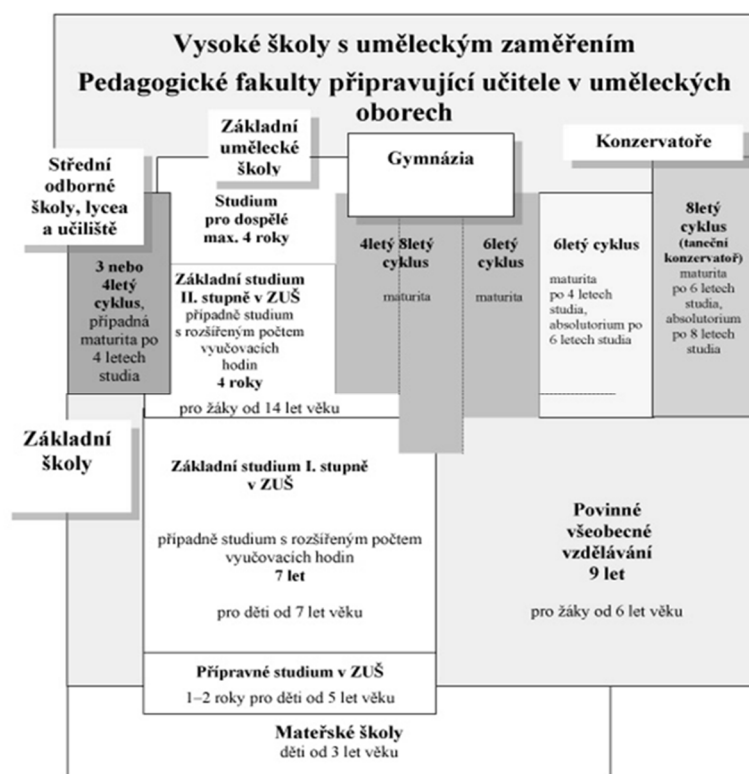 Vysoké školy s uměleckým zaměřením
Pedagogické fakulty připravující učitele v uměleckých
oborech
Základní
umělecké
školy
Gymnázia
Konzervatoře
Střední
odborné
školy, lycea
a učiliště
3 nebo
4letý
cyklus,
případná
maturita po
4 letech
studia
Studium
pro dospělé
max. 4 roky
Základní studium
II. stupně v ZUŠ
případně studium
s rozšířeným počtem
vyučovacích
hodin
4 roky
pro žáky od 14 let věku
4letý 8letý
cyklus
maturita
6letý
cyklus
maturita
6letý cyklus
maturita
po 4 letech
studia,
absolutorium po
6 letech studia
8letý
cyklus
(taneční
konzervatoř)
maturita
po 6 letech
studia,
absolutorium
po 8 letech
studia
Základní
školy
Základní studium I. stupně
v ZUŠ
případně studium s rozšířeným počtem
vyučovacích hodin
7 let
pro děti od 7 let věku
Povinné
všeobecné
vzdělávání
9 let
pro žáky od 6 let věku
Přípravné studium v ZUŠ
1–2 roky pro děti od 5 let věku
Mateřské školy
děti od 3 let věku